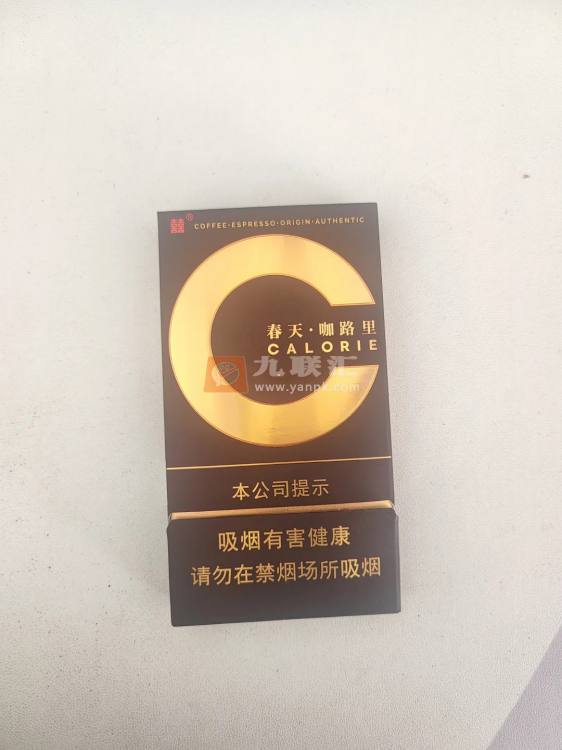 囍®
COFFEE·ESPRESSO·ORIGIN·AUTHENTIC
春天·咖路里
CALORIE
九联汇
www.yanpk.com
本公司提示
吸烟有害健康
请勿在禁烟场所吸烟